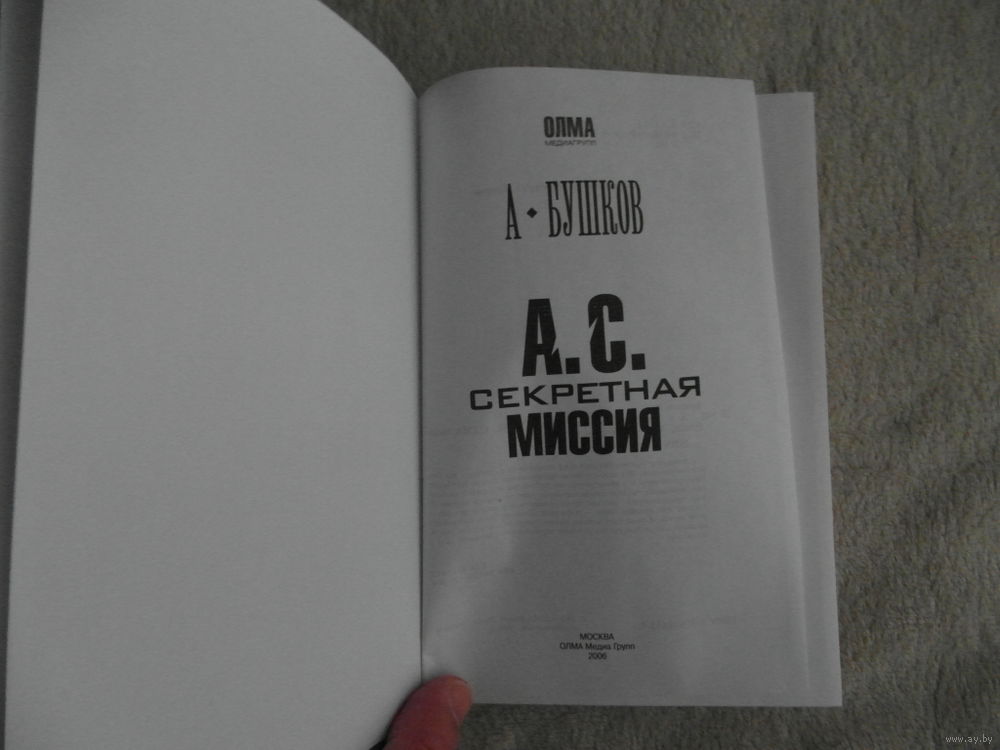 ОЛМА
МЕДИАГРУПП
А • БУШКОВ
А.С.
СЕКРЕТНАЯ
МИССИЯ
МОСКВА
ОЛМА Медиа Групп
2006
www.ay.by